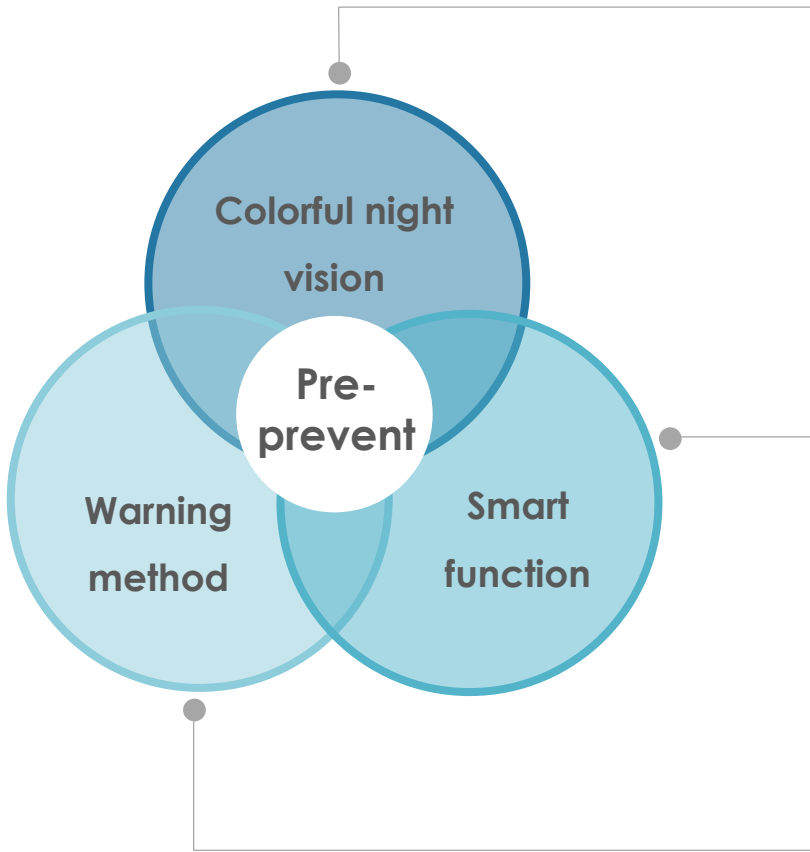 Colorful night
vision
Pre-
prevent
Warning
method
Smart
function